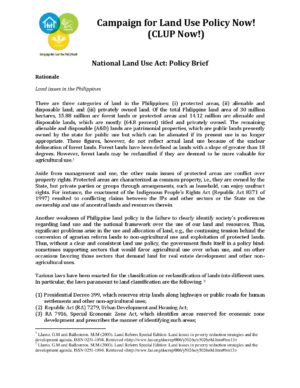 Campaign for Land Use Policy Now!
(CLUP Now!)
National Land Use Act: Policy Brief
Rationale
Land issues in the Philippines
There are three categories of land in the Philippines: (i) protected areas, (ii) alienable and
disposable land; and (iii) privately owned land. Of the total Philippine land area of 30 million
hectares, 15.88 million are forest lands or protected areas and 14.12 million are alienable
and disposable lands, which are mostly (64.8 percent) titled and privately owned. The remaining
alienable and disposable (A&D) lands are patrimonial properties, which are public lands presently
owned by the state for public use but which can be alienated if its present use is no longer
appropriate. These figures, however, do not reflect actual land use because of the unclear
delineation of forest lands. Forest lands have been defined as lands with a slope of greater than 18
degrees. However, forest lands may be reclassified if they are deemed to be more valuable for
agricultural use.¹
Aside from management and use, the other main issues of protected areas are conflict over
property rights. Protected areas are characterized as common property, i.e., they are owned by the
State, but private parties or groups through arrangements, such as leasehold, can enjoy usufruct
rights. For instance, the enactment of the Indigenous People's Rights Act (Republic Act 8371 of
1997) resulted to conflicting claims between the IPs and other sectors or the State on the
ownership and use of ancestral lands and resources therein.
Another weakness of Philippine land policy is the failure to clearly identify society's preferences
regarding land use and the national framework over the use of our land and resources. Thus,
significant problems arise in the use and allocation of land, e.g., the continuing tension behind the
conversion of agrarian reform lands to non-agricultural use and exploitation of protected lands.
Thus, without a clear and consistent land use policy, the government finds itself in a policy bind:
sometimes supporting sectors that would favor agricultural use over urban use, and on other
occasions favoring those sectors that demand land for real estate development and other non-
agricultural uses.
Various laws have been enacted for the classification or reclassification of lands into different uses.
In particular, the laws paramount to land classification are the following: ²
(1) Presidential Decree 399, which reserves strip lands along highways or public roads for human
settlements and other non-agricultural uses;
(2) Republic Act (RA) 7279, Urban Development and Housing Act;
(3) RA 7916, Special Economic Zone Act, which identifies areas reserved for economic zone
development and prescribes the manner of identifying such areas;
¹ Llanto, G.M and Ballesteros, M.M (2003). Land Reform Special Edition: Land issues in poverty reduction strategies and the
development agenda.
² Llanto, G.M and Ballesteros, M.M (2003). Land Reform Special Edition: Land issues in poverty reduction strategies and the
development agenda.